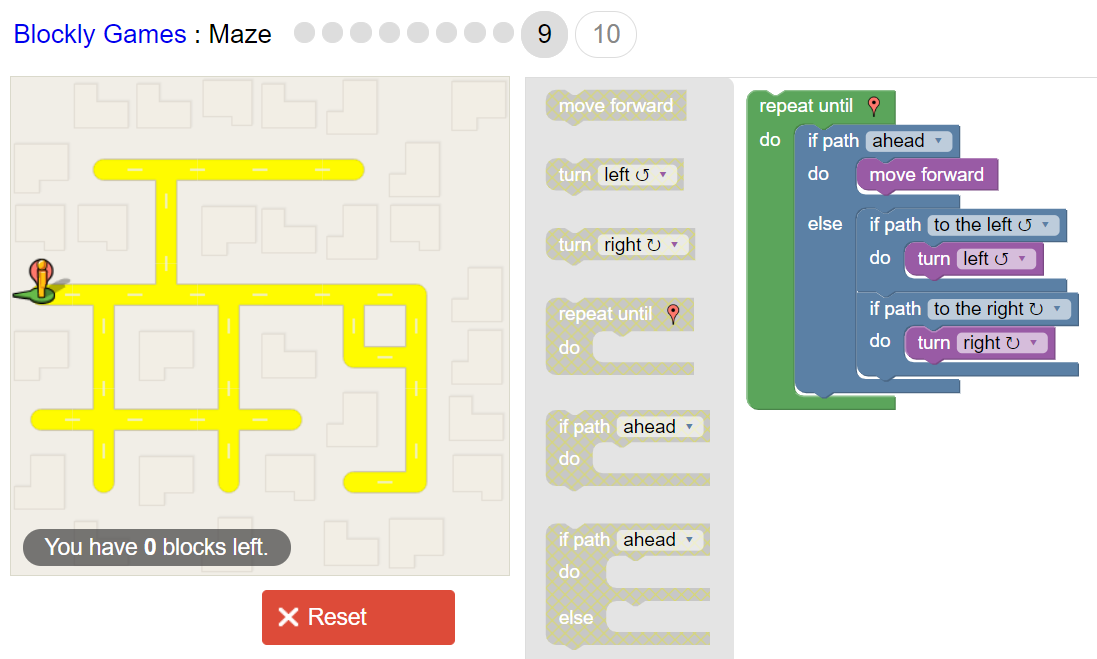 Blockly Games : Maze 9 10
You have 0 blocks left.
Reset
move forward
turn left ↺ ▾
turn right ↻ ▾
repeat until
do
if path ahead ▾
do
if path ahead ▾
do
else
repeat until
do if path ahead ▾
do move forward
else if path to the left ↺ ▾
do turn left ↺ ▾
if path to the right ↻ ▾
do turn right ↻ ▾